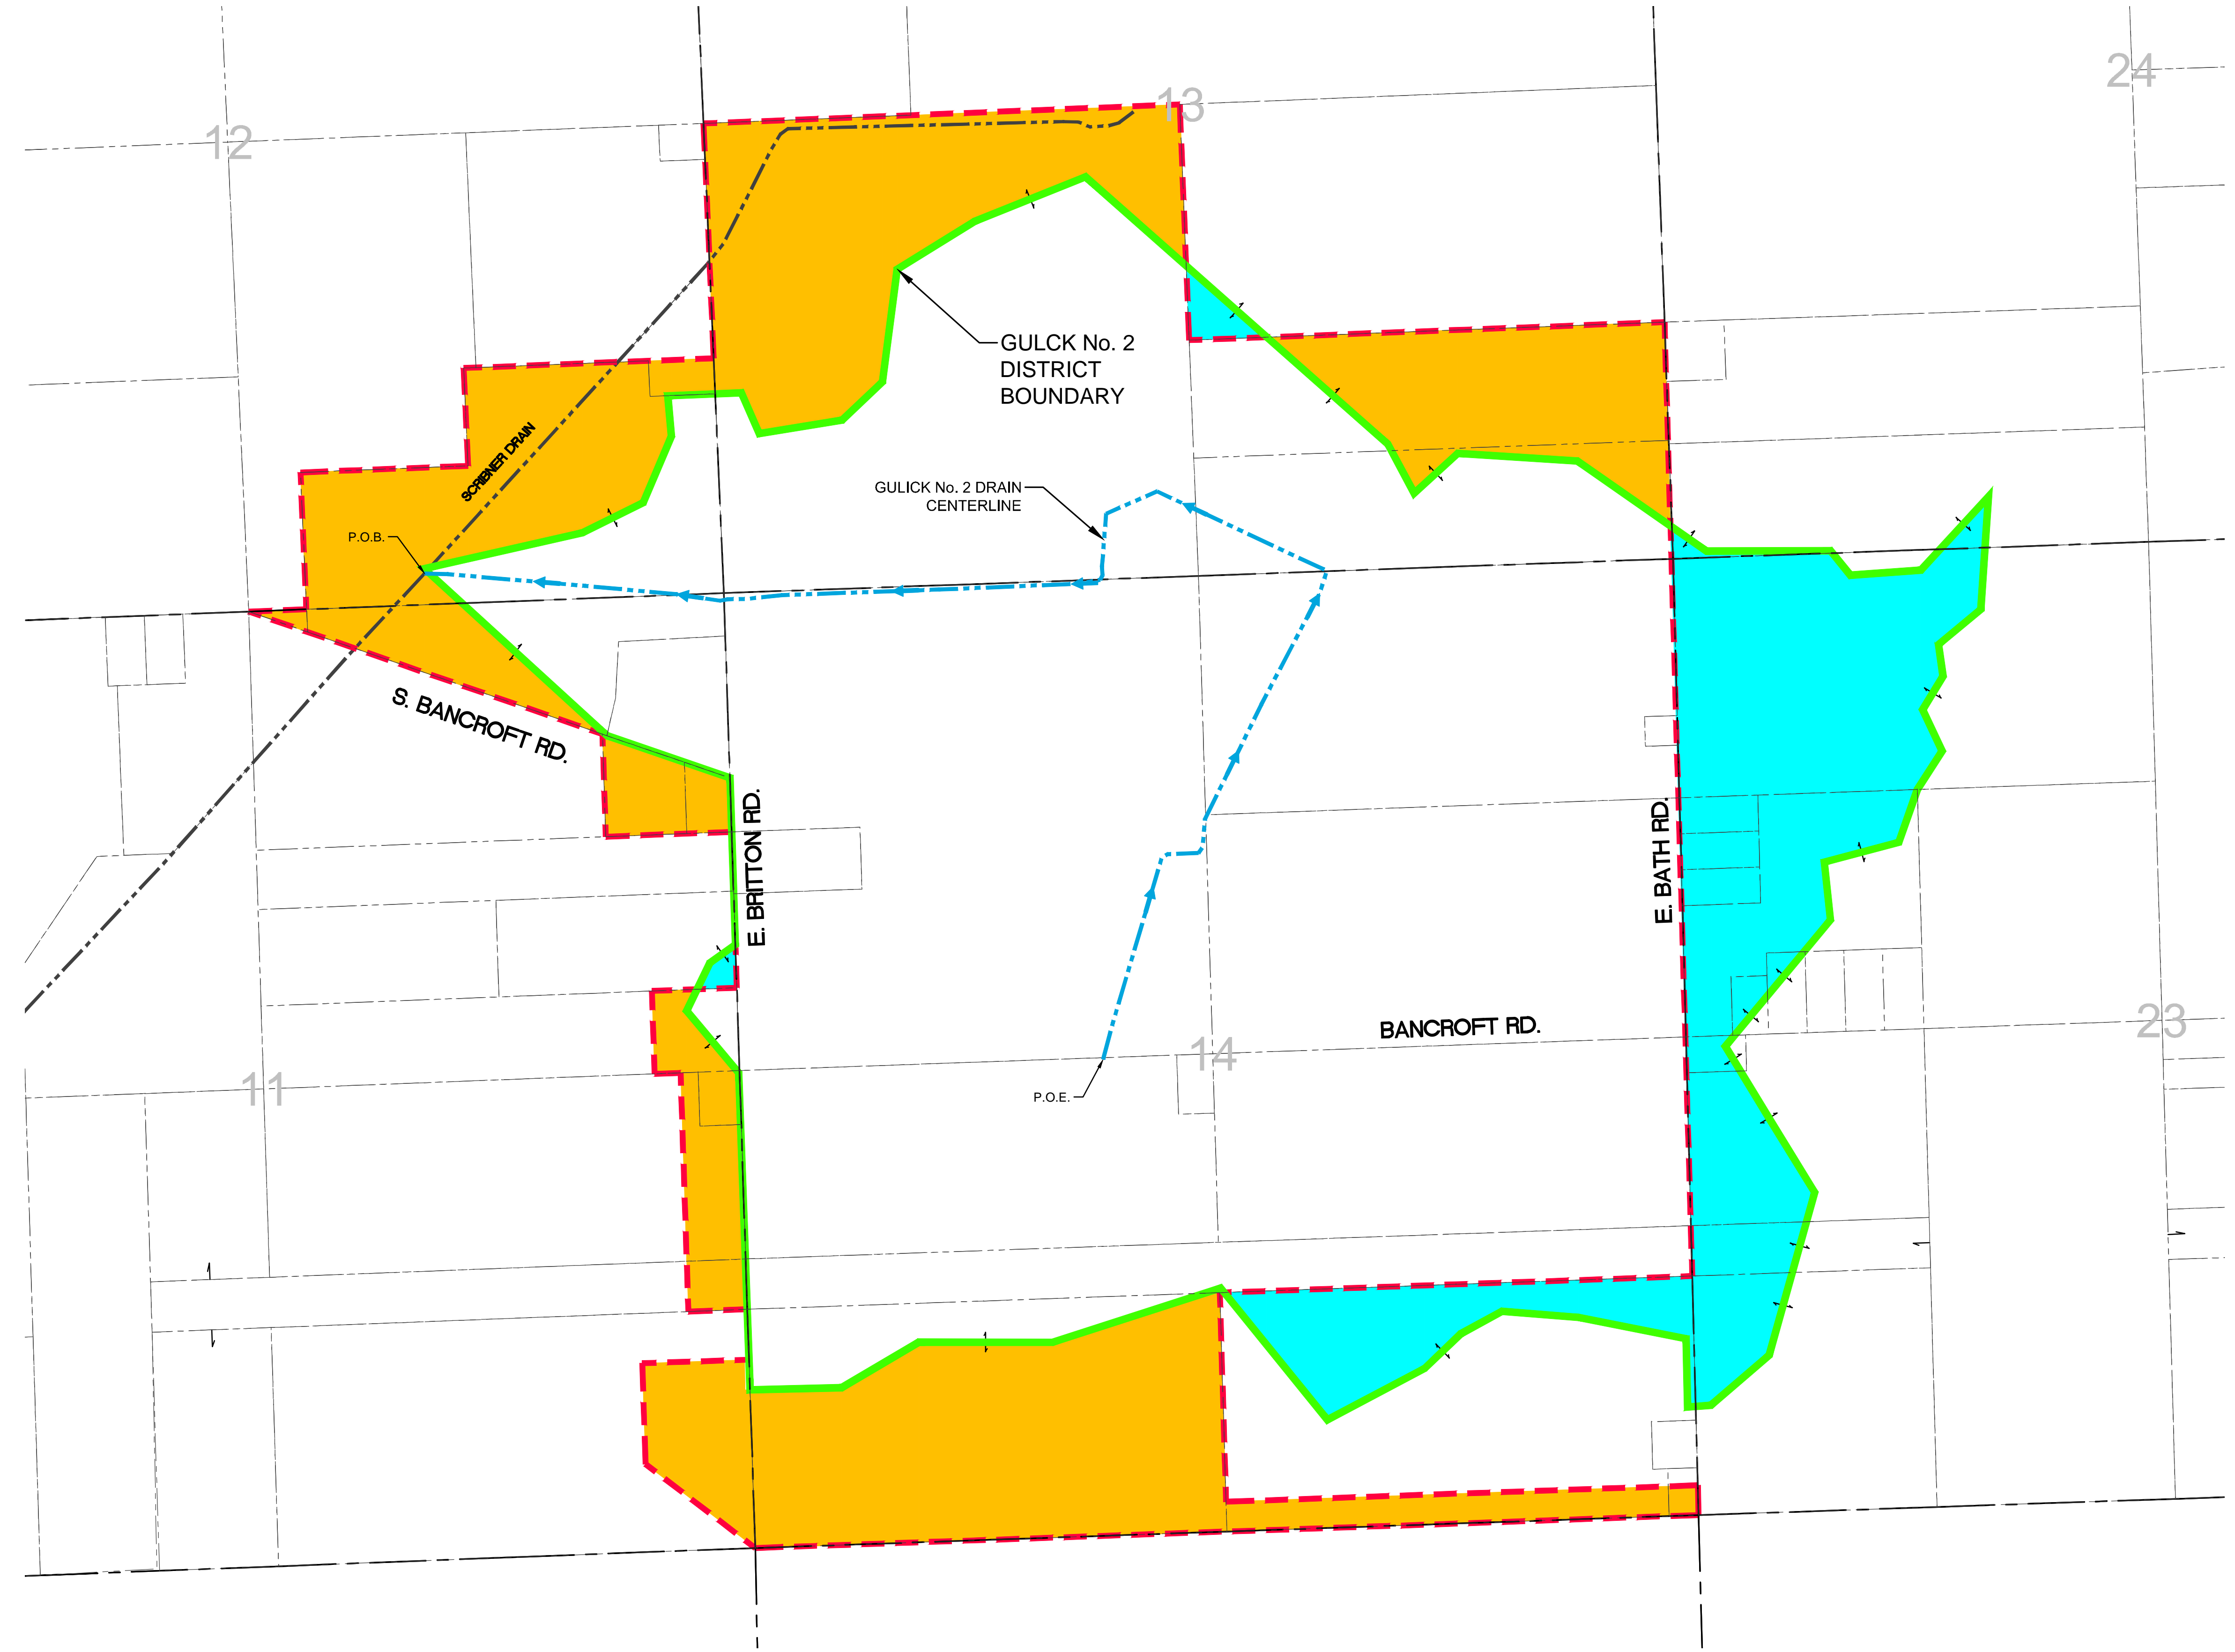 24
13
12
GULCK No. 2
DISTRICT
BOUNDARY
SCRIBNER DRAIN
GULICK No. 2 DRAIN
CENTERLINE
P.O.B.
S. BANCROFT RD.
E. BRITTON RD.
E. BATH RD.
BANCROFT RD.
23
14
11
P.O.E.